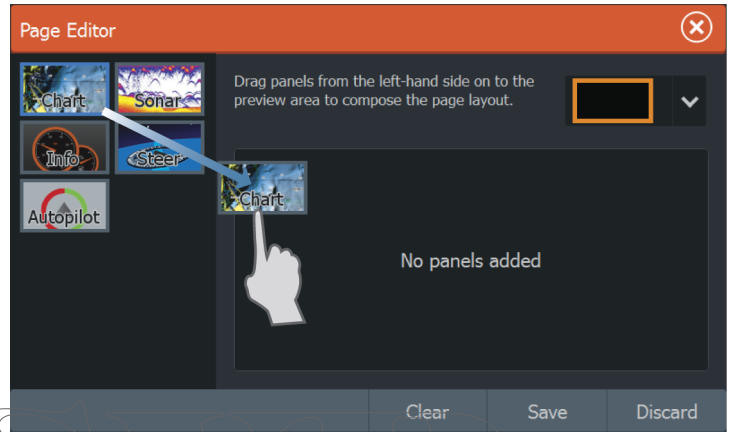 Page Editor
Chart
Sonar
Info
Steer
Autopilot
Drag panels from the left-hand side on to the
preview area to compose the page layout.
Chart
No panels added
Clear
Save
Discard